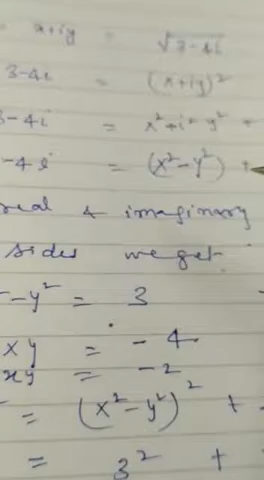 x+iy = √3-4i
3-4i = (x+iy)²
3-4i = x²+i²y² +
-4i = (x²-y²) +
real & imaginary
sides we get
-y² = 3
xy = -4
xy = -2
= (x²-y²)² +
= 3² +